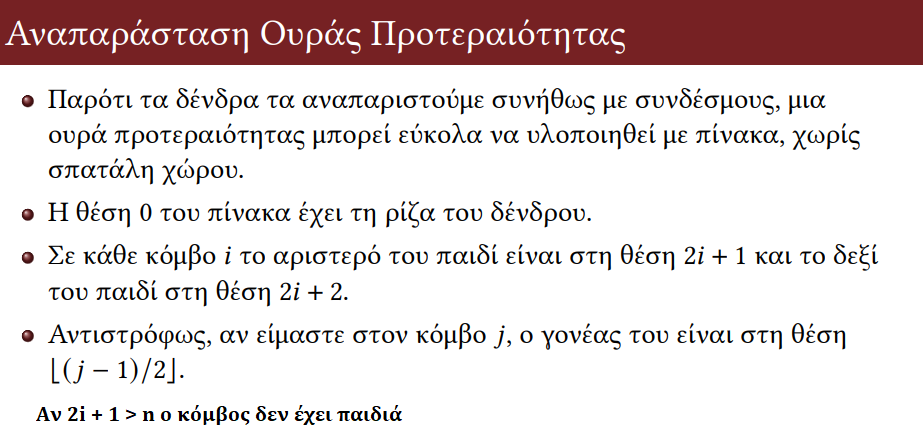 Αναπαράσταση Ουράς Προτεραιότητας
Παρότι τα δένδρα τα αναπαριστούμε συνήθως με συνδέσμους, μια
ουρά προτεραιότητας μπορεί εύκολα να υλοποιηθεί με πίνακα, χωρίς
σπατάλη χώρου.
Η θέση 0 του πίνακα έχει τη ρίζα του δένδρου.
Σε κάθε κόμβο i το αριστερό του παιδί είναι στη θέση 2i + 1 και το δεξί
του παιδί στη θέση 2i + 2.
Αντιστρόφως, αν είμαστε στον κόμβο j, ο γονέας του είναι στη θέση
⌊(j − 1)/2⌋.
Αν 2i + 1 > n ο κόμβος δεν έχει παιδιά